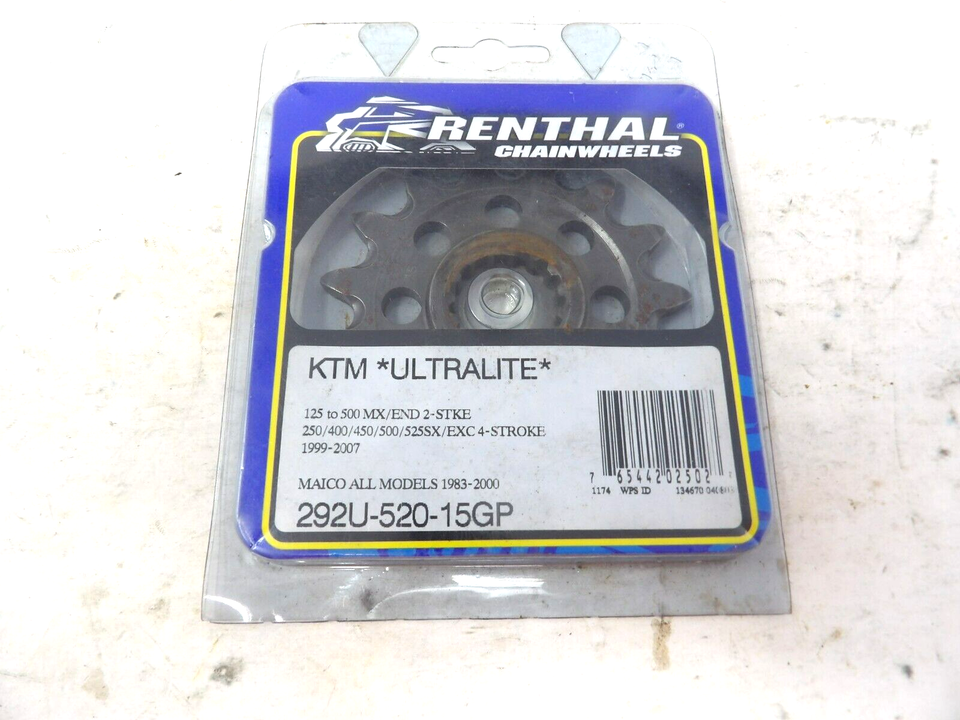 RENTHAL®
CHAINWHEELS
KTM *ULTRALITE*
125 to 500 MX/END 2-STKE
250/400/450/500/525SX/EXC 4-STROKE
1999-2007
MAICO ALL MODELS 1983-2000
292U-520-15GP
7 65442 02502
1174 WPS ID 134670